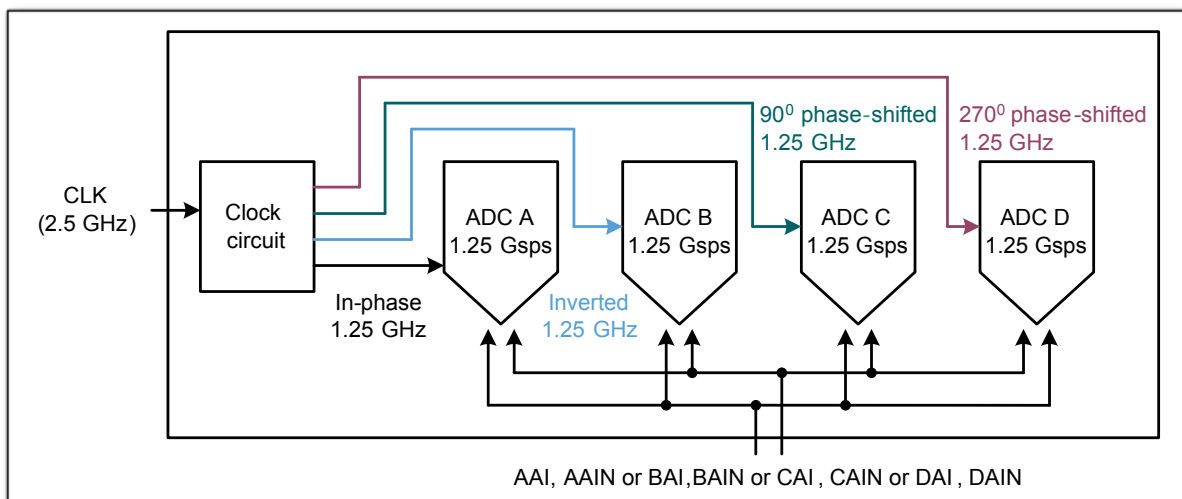 90⁰ phase-shifted
1.25 GHz
270⁰ phase-shifted
1.25 GHz
CLK
(2.5 GHz)
Clock
circuit
ADC A
1.25 Gsps
ADC B
1.25 Gsps
ADC C
1.25 Gsps
ADC D
1.25 Gsps
In-phase
1.25 GHz
Inverted
1.25 GHz
AAI, AAIN or BAI,BAIN or CAI, CAIN or DAI, DAIN